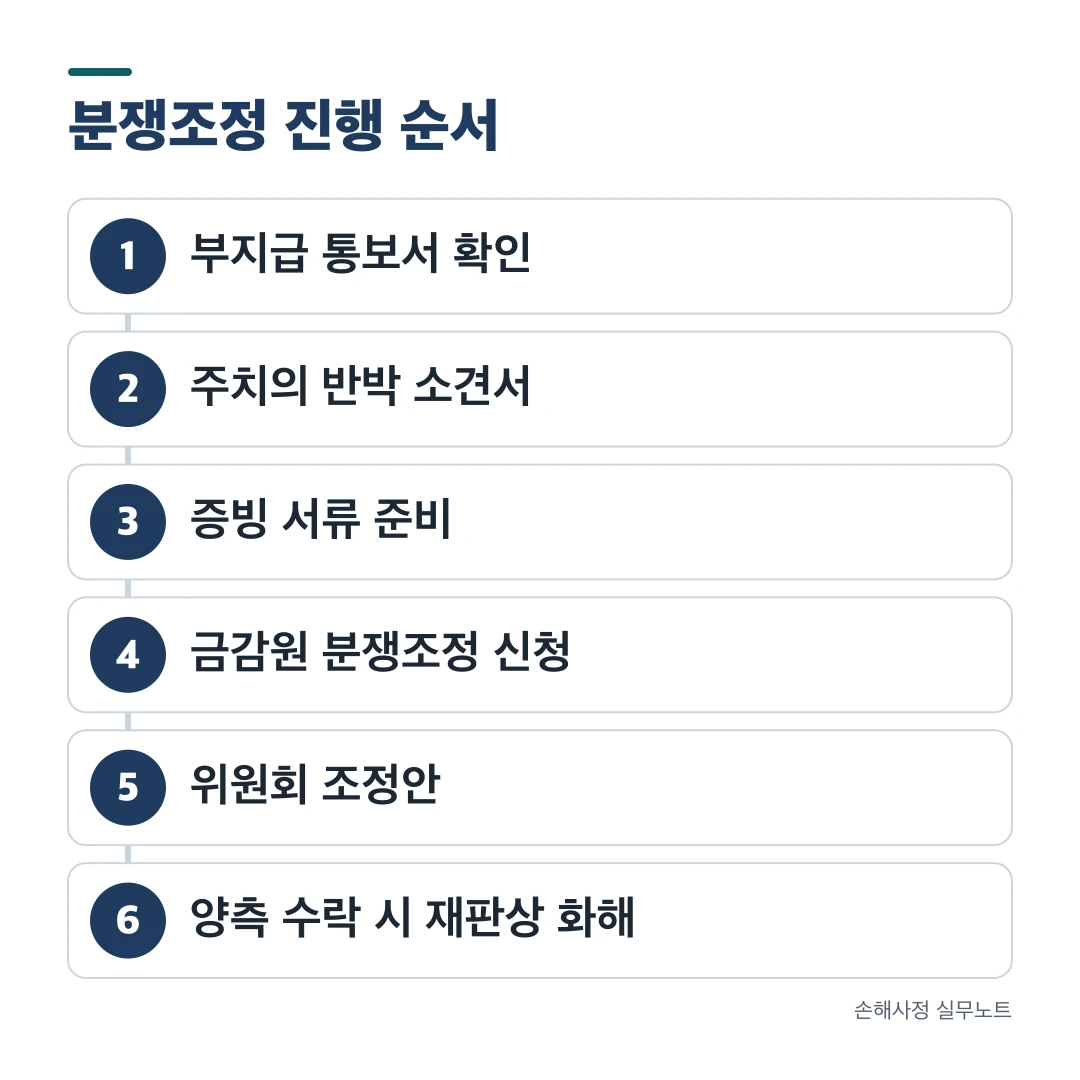 분쟁조정 진행 순서
1 부지급 통보서 확인
2 주치의 반박 소견서
3 증빙 서류 준비
4 금감원 분쟁조정 신청
5 위원회 조정안
6 양측 수락 시 재판상 화해
손해사정 실무노트